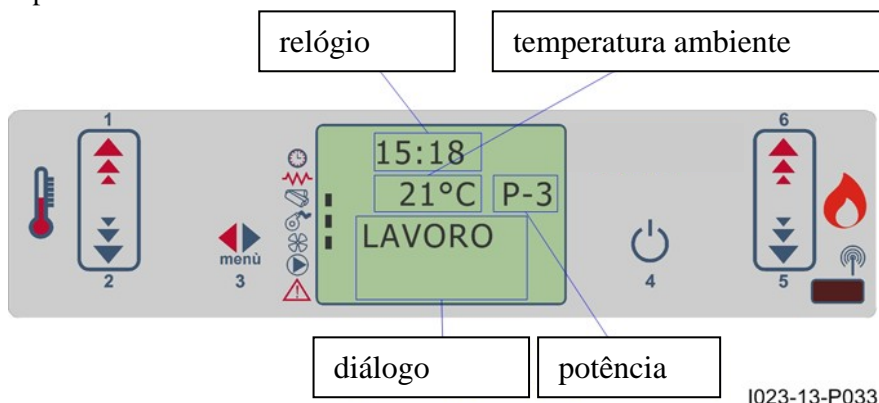 relógio
temperatura ambiente
1
6
15:18
21°C P-3
LAVORO
menù
2
3
4
5
diálogo
potência
I023-13-P033